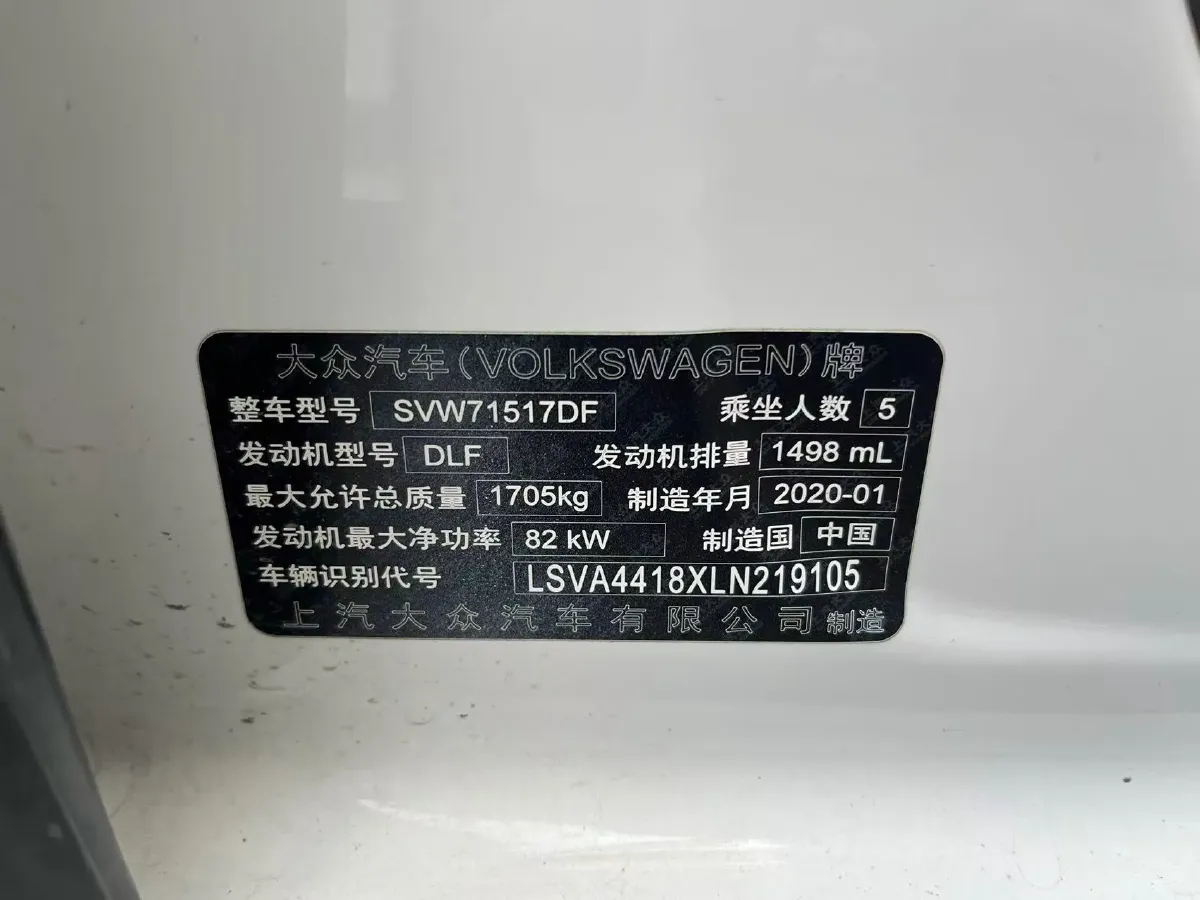 大众汽车(VOLKSWAGEN)牌
整车型号 SVW71517DF 乘坐人数 5
发动机型号 DLF 发动机排量 1498 mL
最大允许总质量 1705kg 制造年月 2020-01
发动机最大净功率 82 kW 制造国 中国
车辆识别代号 LSVA4418XLN219105
上汽大众汽车有限公司 制造